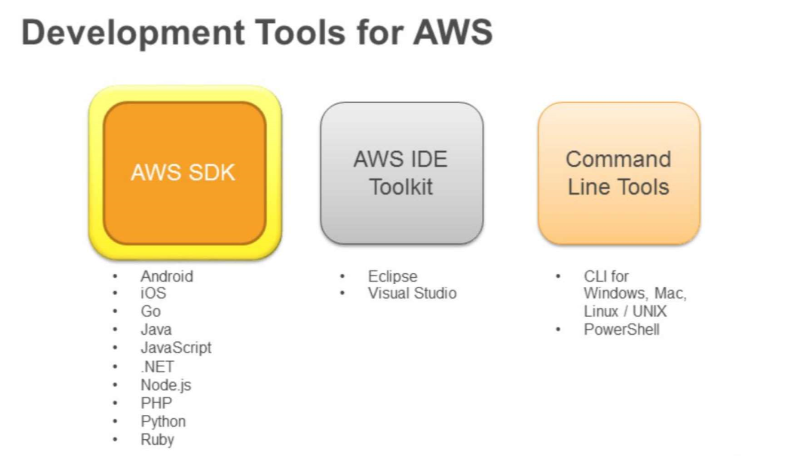 Development Tools for AWS
AWS SDK
• Android
• iOS
• Go
• Java
• JavaScript
• .NET
• Node.js
• PHP
• Python
• Ruby
AWS IDE
Toolkit
• Eclipse
• Visual Studio
Command
Line Tools
• CLI for
Windows, Mac,
Linux / UNIX
• PowerShell